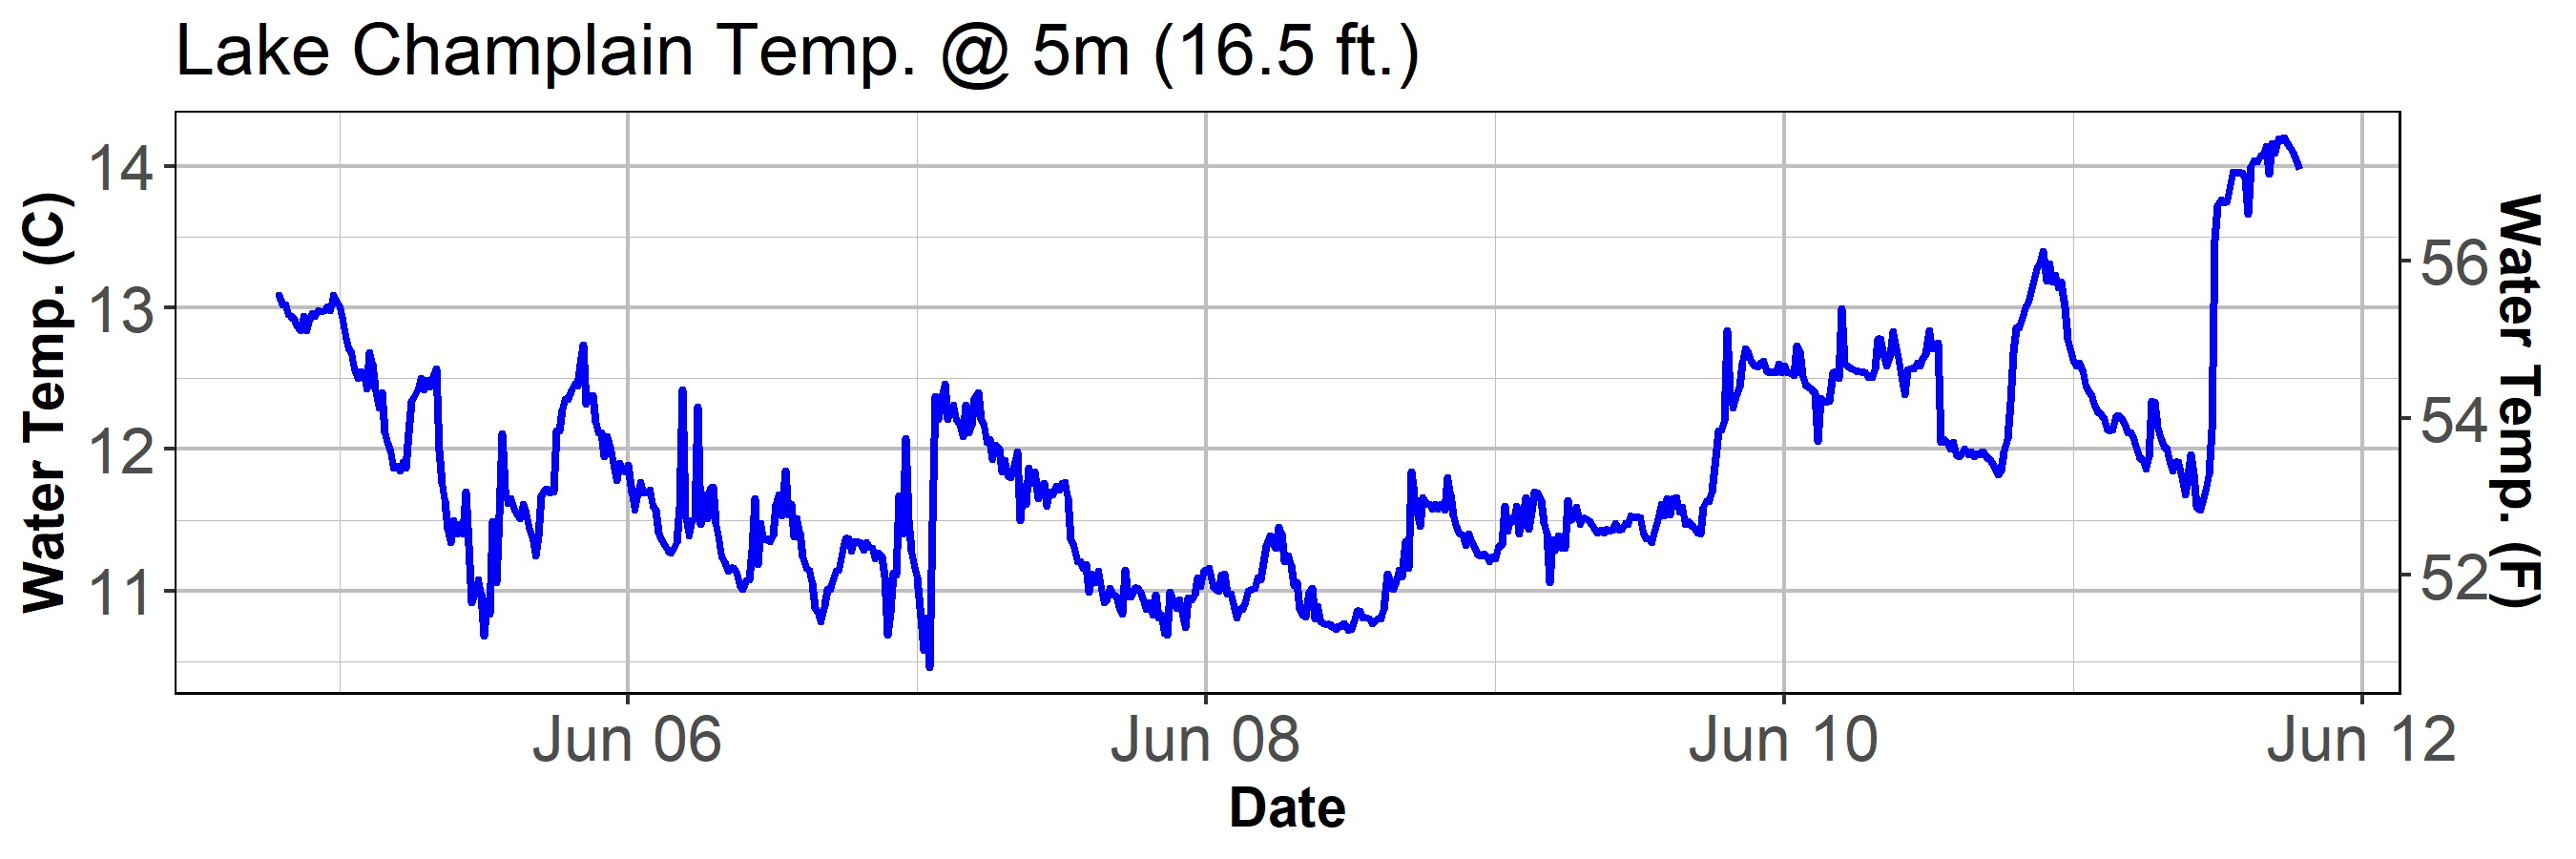 Lake Champlain Temp. @ 5m (16.5 ft.)
Water Temp. (C)
14
13
12
11
56
54
52
Water Temp. (F)
Jun 06
Jun 08
Jun 10
Jun 12
Date